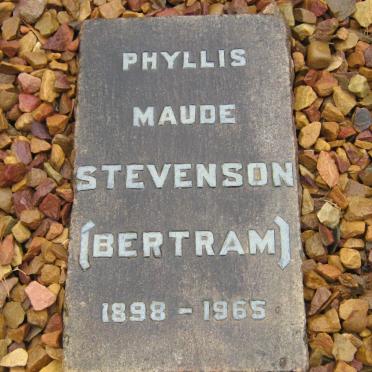 PHYLLIS
MAUDE
STEVENSON
(BERTRAM)
1898 - 1965